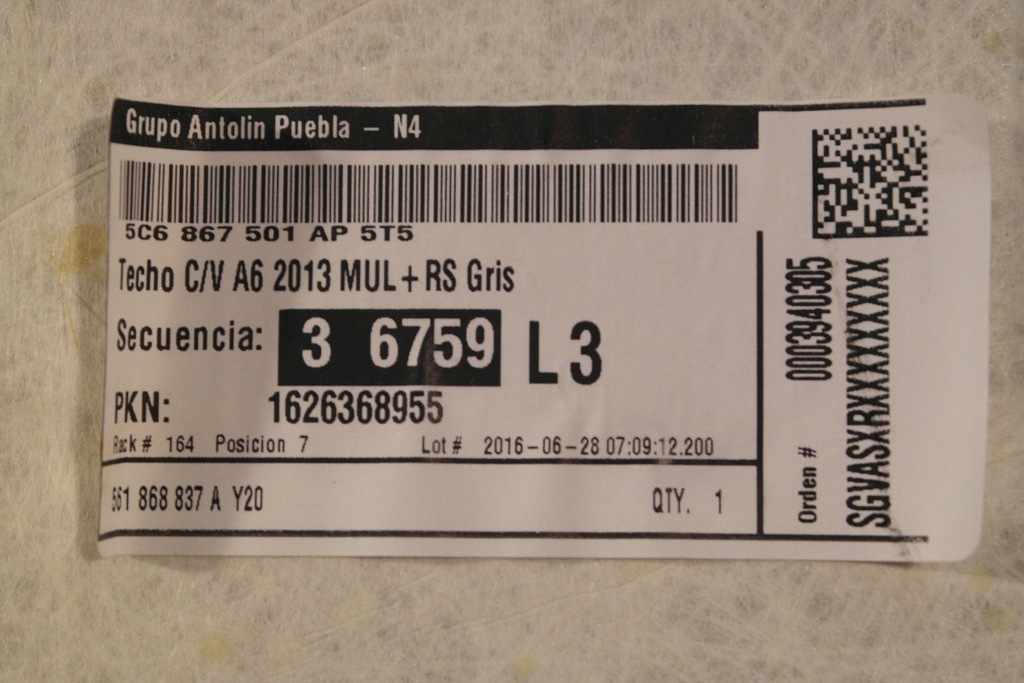 Grupo Antolin Puebla – N4
5C6 867 501 AP 5T5
Techo C/V A6 2013 MUL+RS Gris
Secuencia: 3 6759 L3
PKN: 1626368955
Rack # 164 Posicion 7 Lot # 2016-06-28 07:09:12.200
561 868 837 A Y20 QTY. 1
Orden # 0003940305
SGVASXRXXXXXXXXX